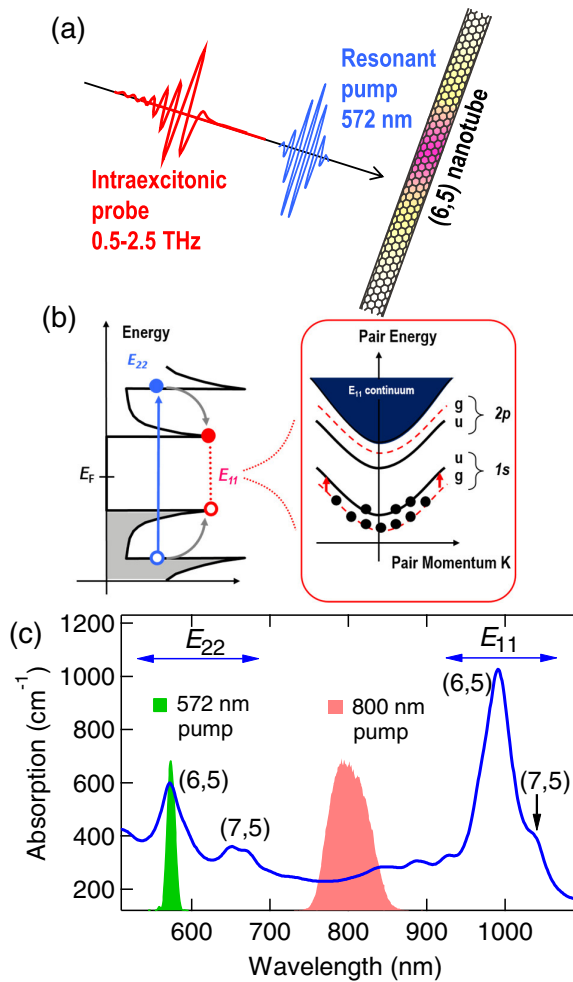 (a)
Resonant
pump
572 nm
Intraexcitonic
probe
0.5-2.5 THz
(6,5) nanotube
(b)
Energy
E22
EF
E11
Pair Energy
E11 continuum
g
u
2p
u
g
1s
Pair Momentum K
(c)
1200
1000
800
600
400
200
Absorption (cm-1)
E22
E11
572 nm
pump
800 nm
pump
(6,5)
(7,5)
(6,5)
(7,5)
600
700
800
900
1000
Wavelength (nm)